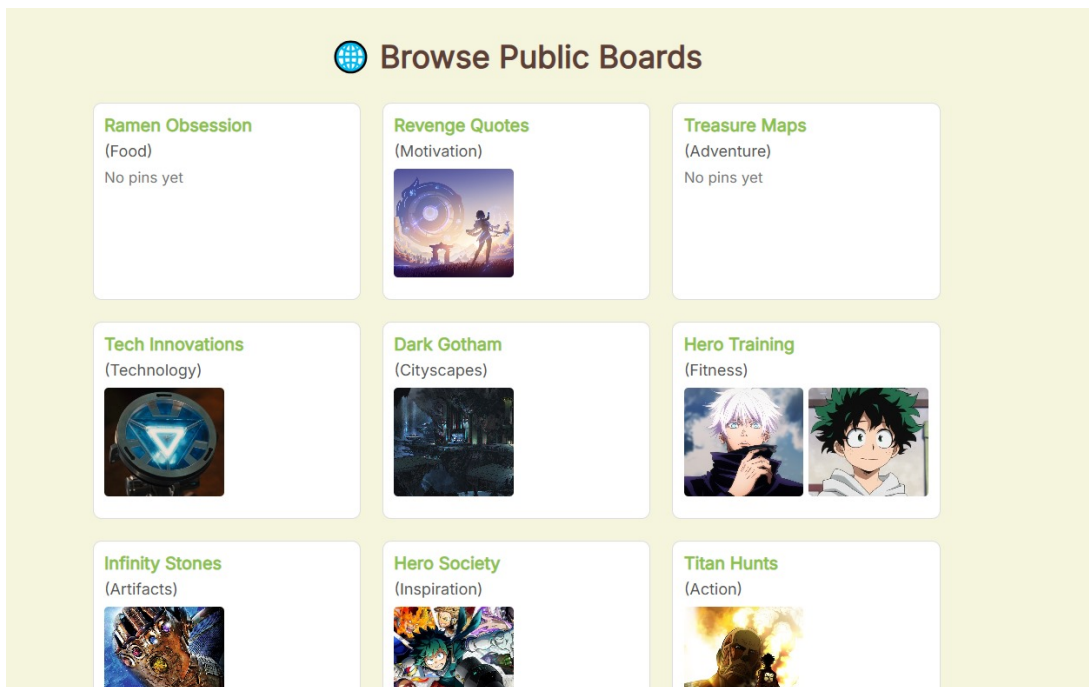 Browse Public Boards
Ramen Obsession
(Food)
No pins yet
Revenge Quotes
(Motivation)
Treasure Maps
(Adventure)
No pins yet
Tech Innovations
(Technology)
Dark Gotham
(Cityscapes)
Hero Training
(Fitness)
Infinity Stones
(Artifacts)
Hero Society
(Inspiration)
Titan Hunts
(Action)